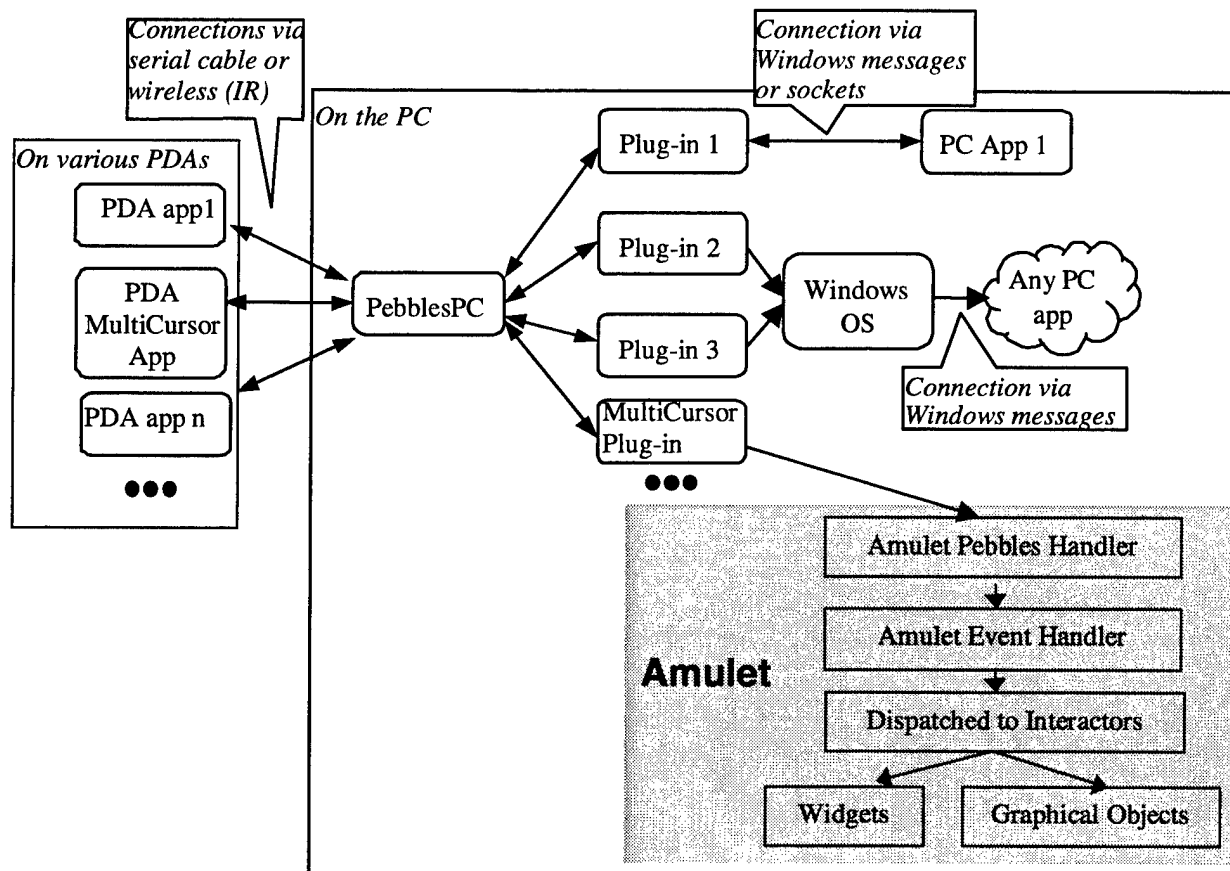 Connections via
serial cable or
wireless (IR)
Connection via
Windows messages
or sockets
On the PC
On various PDAs
PDA app1
PDA
MultiCursor
App
PDA app n
•••
PebblesPC
Plug-in 1
PC App 1
Plug-in 2
Plug-in 3
Windows
OS
Any PC
app
Connection via
Windows messages
MultiCursor
Plug-in
•••
Amulet
Amulet Pebbles Handler
Amulet Event Handler
Dispatched to Interactors
Widgets
Graphical Objects